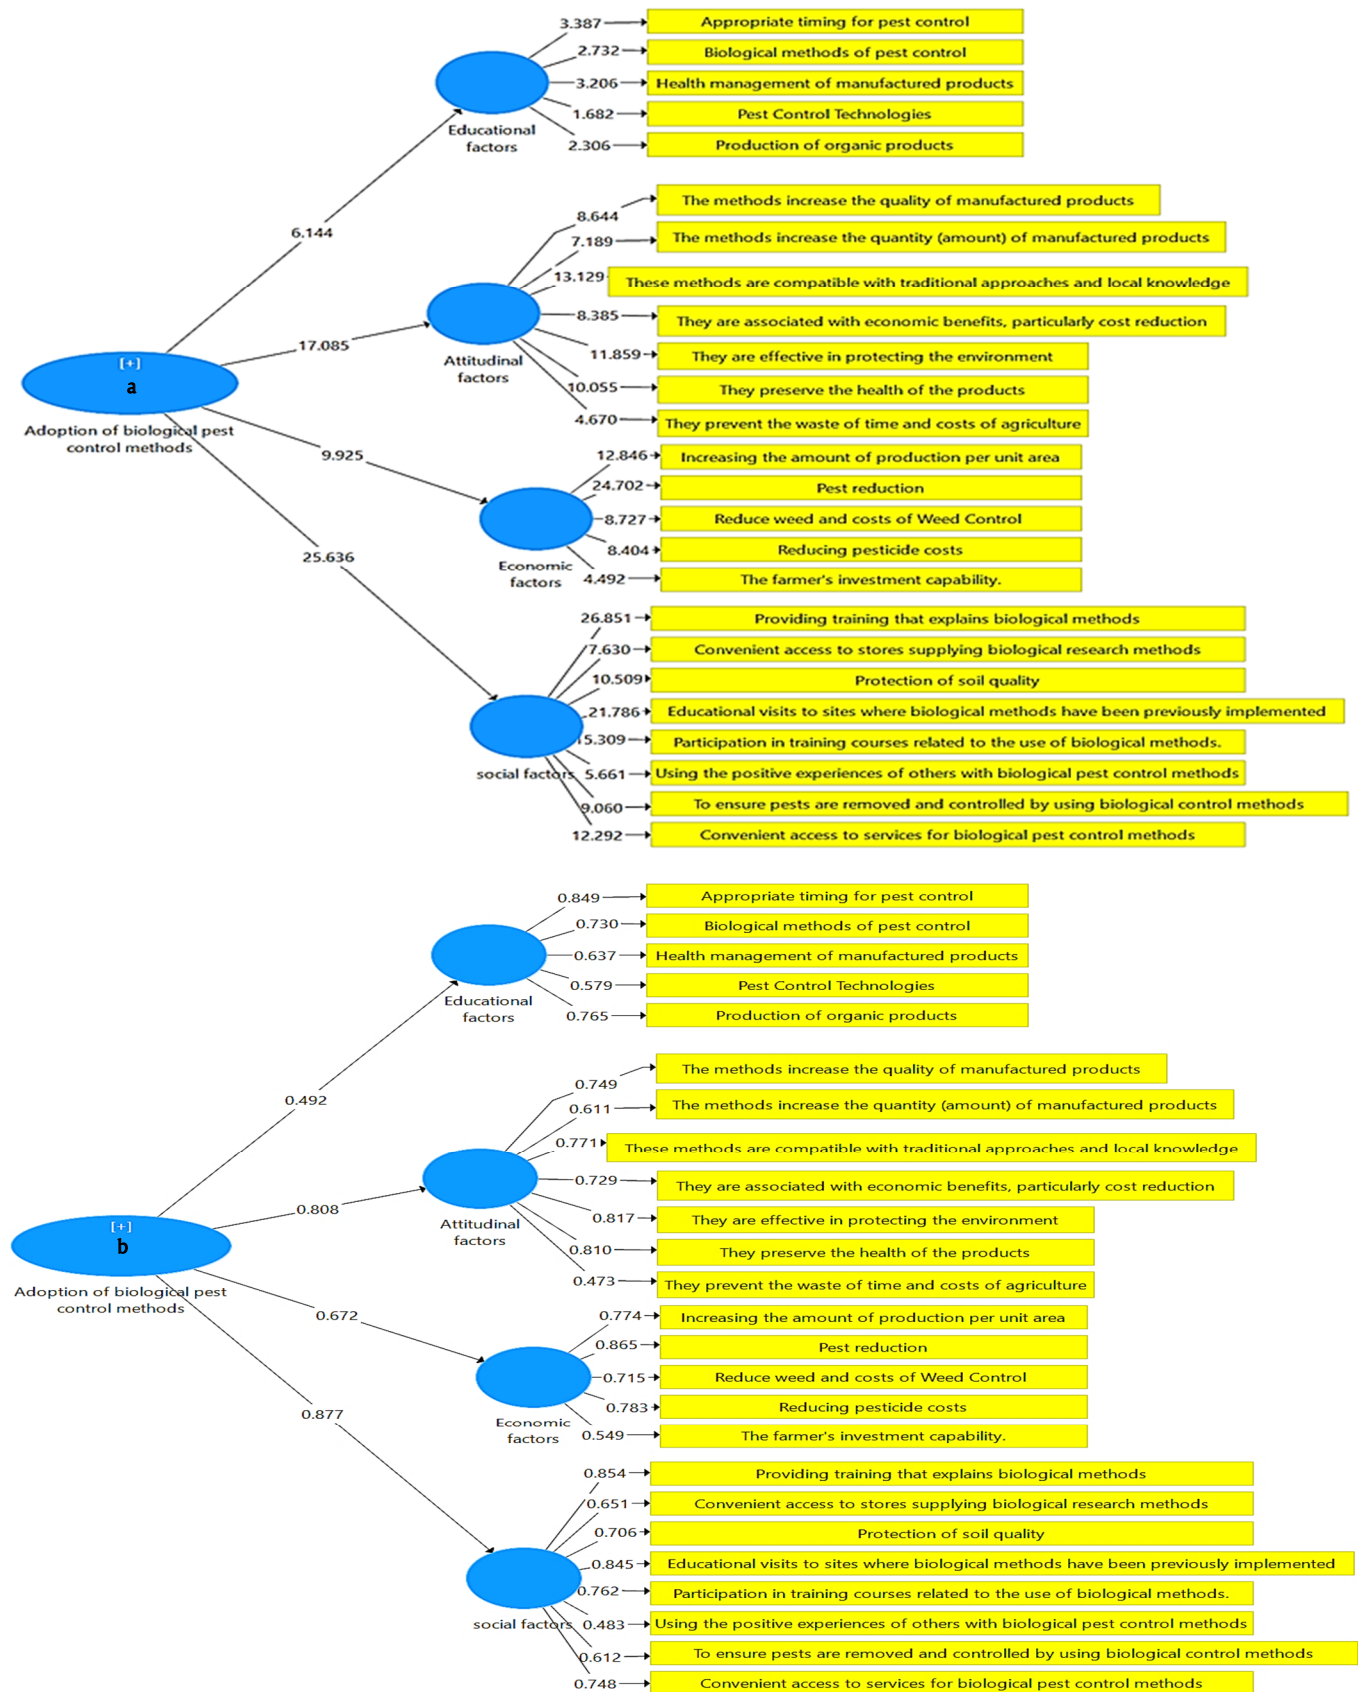 3.387 Appropriate timing for pest control
2.732 Biological methods of pest control
3.206 Health management of manufactured products
1.682 Pest Control Technologies
2.306 Production of organic products
Educational
factors
6.144
8.644 The methods increase the quality of manufactured products
7.189 The methods increase the quantity (amount) of manufactured products
13.129 These methods are compatible with traditional approaches and local knowledge
8.385 They are associated with economic benefits, particularly cost reduction
11.859 They are effective in protecting the environment
10.055 They preserve the health of the products
4.670 They prevent the waste of time and costs of agriculture
Attitudinal
factors
17.085
[+]
a
Adoption of biological pest
control methods
9.925
12.846 Increasing the amount of production per unit area
24.702 Pest reduction
8.727 Reduce weed and costs of Weed Control
8.404 Reducing pesticide costs
4.492 The farmer's investment capability.
Economic
factors
25.636
26.851 Providing training that explains biological methods
7.630 Convenient access to stores supplying biological research methods
10.509 Protection of soil quality
21.786 Educational visits to sites where biological methods have been previously implemented
15.309 Participation in training courses related to the use of biological methods.
5.661 Using the positive experiences of others with biological pest control methods
9.060 To ensure pests are removed and controlled by using biological control methods
12.292 Convenient access to services for biological pest control methods
social factors
0.849 Appropriate timing for pest control
0.730 Biological methods of pest control
0.637 Health management of manufactured products
0.579 Pest Control Technologies
0.765 Production of organic products
Educational
factors
0.492
0.749 The methods increase the quality of manufactured products
0.611 The methods increase the quantity (amount) of manufactured products
0.771 These methods are compatible with traditional approaches and local knowledge
0.729 They are associated with economic benefits, particularly cost reduction
0.817 They are effective in protecting the environment
0.810 They preserve the health of the products
0.473 They prevent the waste of time and costs of agriculture
Attitudinal
factors
0.808
[+]
b
Adoption of biological pest
control methods
0.672
0.774 Increasing the amount of production per unit area
0.865 Pest reduction
0.715 Reduce weed and costs of Weed Control
0.783 Reducing pesticide costs
0.549 The farmer's investment capability.
Economic
factors
0.877
0.854 Providing training that explains biological methods
0.651 Convenient access to stores supplying biological research methods
0.706 Protection of soil quality
0.845 Educational visits to sites where biological methods have been previously implemented
0.762 Participation in training courses related to the use of biological methods.
0.483 Using the positive experiences of others with biological pest control methods
0.612 To ensure pests are removed and controlled by using biological control methods
0.748 Convenient access to services for biological pest control methods
social factors